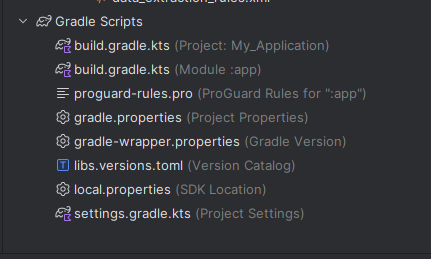 data_extraction_rules.xml
Gradle Scripts
build.gradle.kts (Project: My_Application)
build.gradle.kts (Module :app)
proguard-rules.pro (ProGuard Rules for ":app")
gradle.properties (Project Properties)
gradle-wrapper.properties (Gradle Version)
libs.versions.toml (Version Catalog)
local.properties (SDK Location)
settings.gradle.kts (Project Settings)